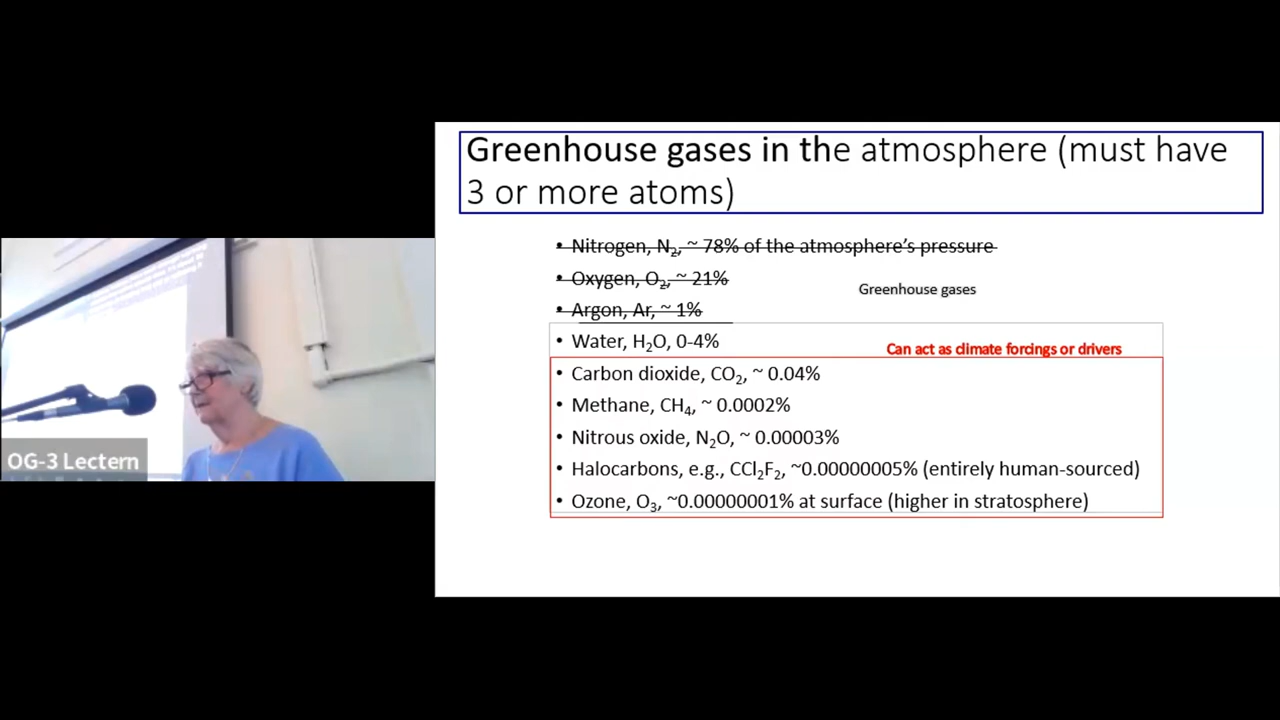 Greenhouse gases in the atmosphere (must have
3 or more atoms)
• Nitrogen, N₂, ~ 78% of the atmosphere’s pressure
• Oxygen, O₂, ~ 21%
Greenhouse gases
• Argon, Ar, ~ 1%
• Water, H₂O, 0-4%
Can act as climate forcings or drivers
• Carbon dioxide, CO₂, ~ 0.04%
• Methane, CH₄, ~ 0.0002%
• Nitrous oxide, N₂O, ~ 0.00003%
• Halocarbons, e.g., CCl₂F₂, ~0.00000005% (entirely human-sourced)
• Ozone, O₃, ~0.00000001% at surface (higher in stratosphere)
OG-3 Lectern